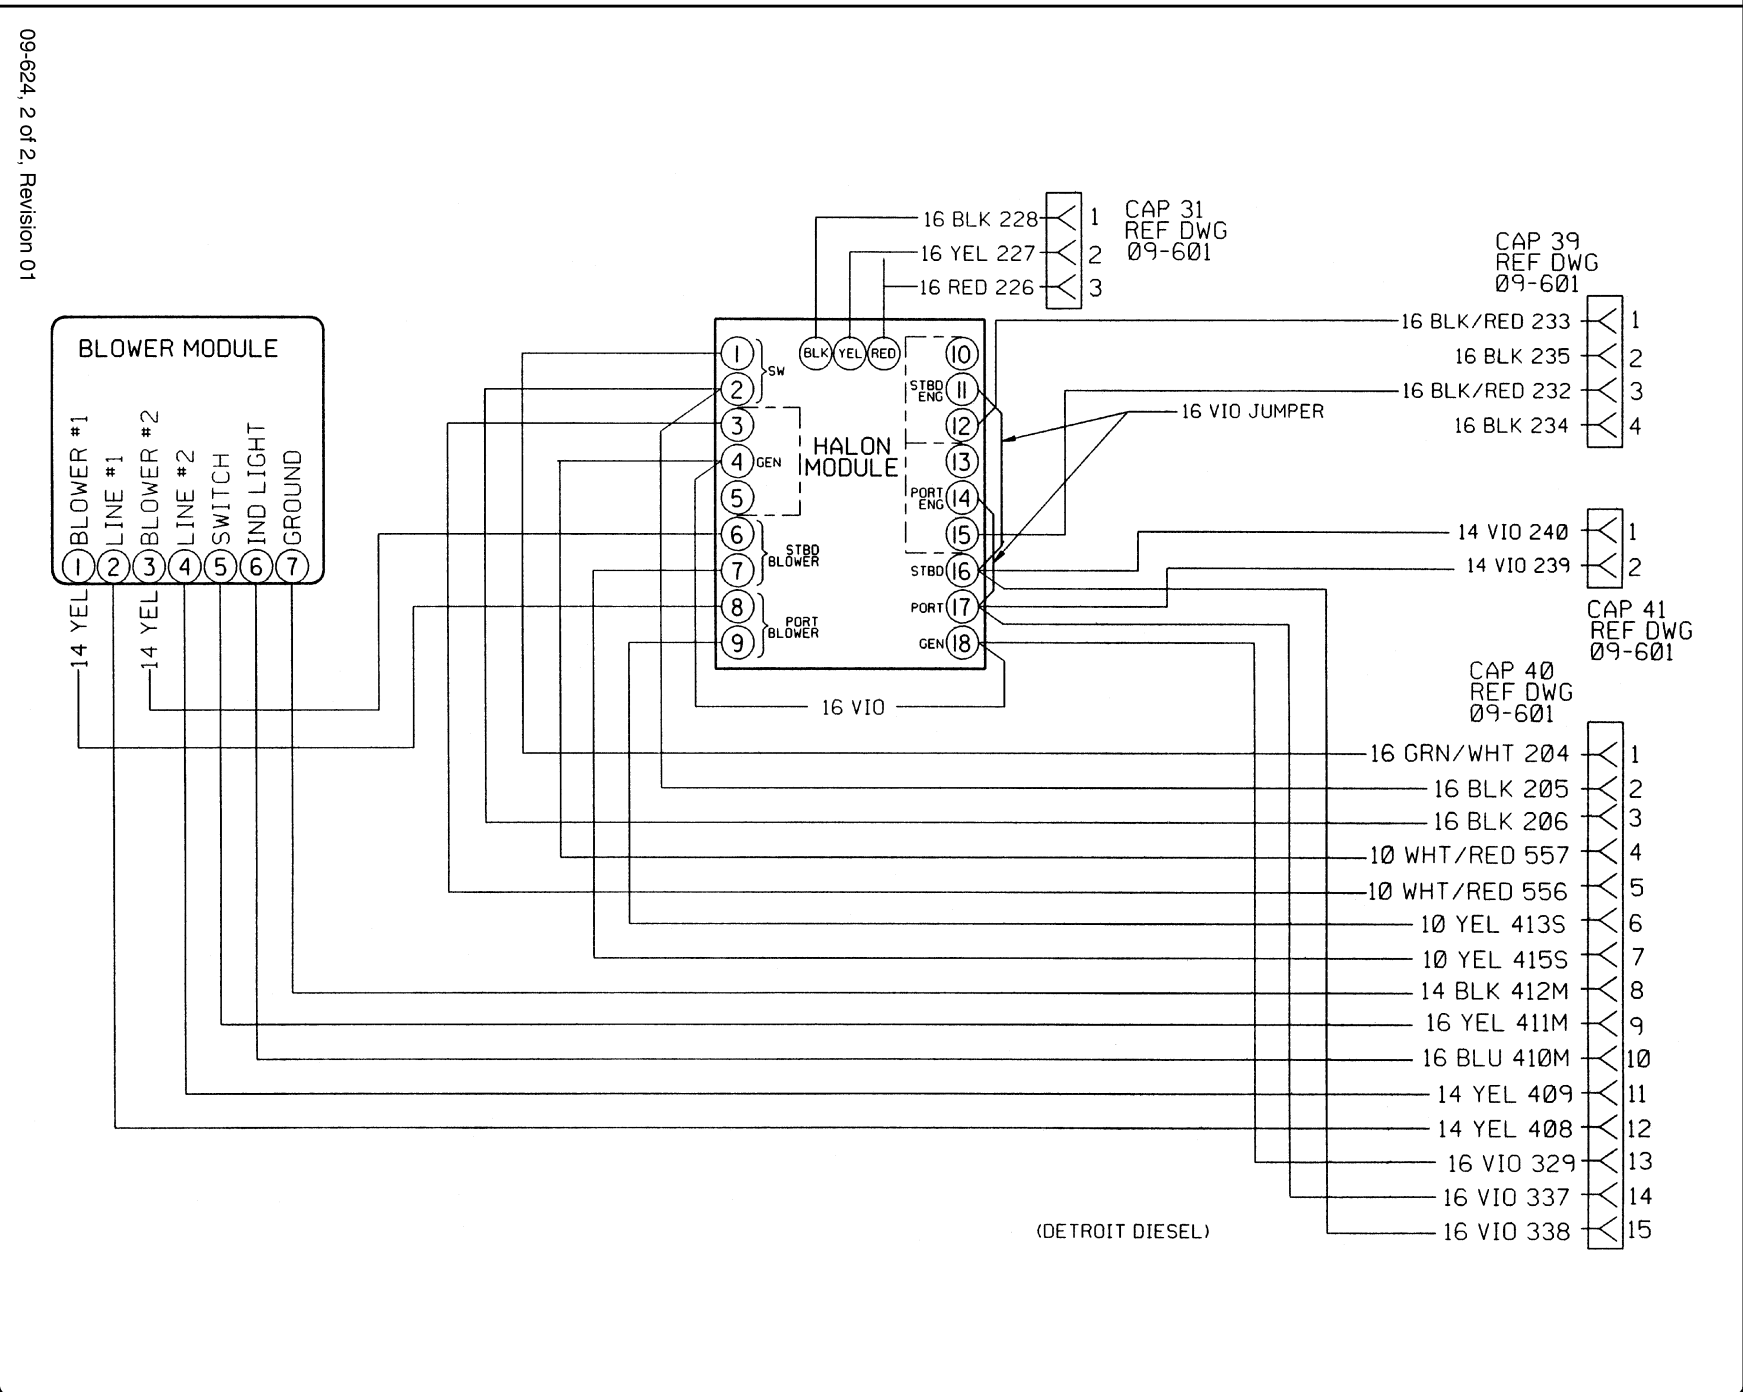 09-624, 2 of 2, Revision 01
BLOWER MODULE
BLOWER #1
LINE #1
BLOWER #2
LINE #2
SWITCH
IND LIGHT
GROUND
1 2 3 4 5 6 7
14 YEL
14 YEL
16 BLK 228
16 YEL 227
16 RED 226
1
2
3
CAP 31
REF DWG
09-601
BLK YEL RED
HALON
MODULE
1
2
SW
3
4 GEN
5
6
7
STBD
BLOWER
8
9
PORT
BLOWER
10
STBD
ENG
11
12
13
PORT
ENG
14
15
STBD 16
PORT 17
GEN 18
16 VIO
16 VIO JUMPER
CAP 39
REF DWG
09-601
16 BLK/RED 233 1
16 BLK 235 2
16 BLK/RED 232 3
16 BLK 234 4
14 VIO 240 1
14 VIO 239 2
CAP 41
REF DWG
09-601
CAP 40
REF DWG
09-601
16 GRN/WHT 204 1
16 BLK 205 2
16 BLK 206 3
10 WHT/RED 557 4
10 WHT/RED 556 5
10 YEL 413S 6
10 YEL 415S 7
14 BLK 412M 8
16 YEL 411M 9
16 BLU 410M 10
14 YEL 409 11
14 YEL 408 12
16 VIO 329 13
16 VIO 337 14
16 VIO 338 15
(DETROIT DIESEL)